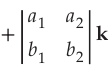 + | a₁ a₂ |
| b₁ b₂ | k